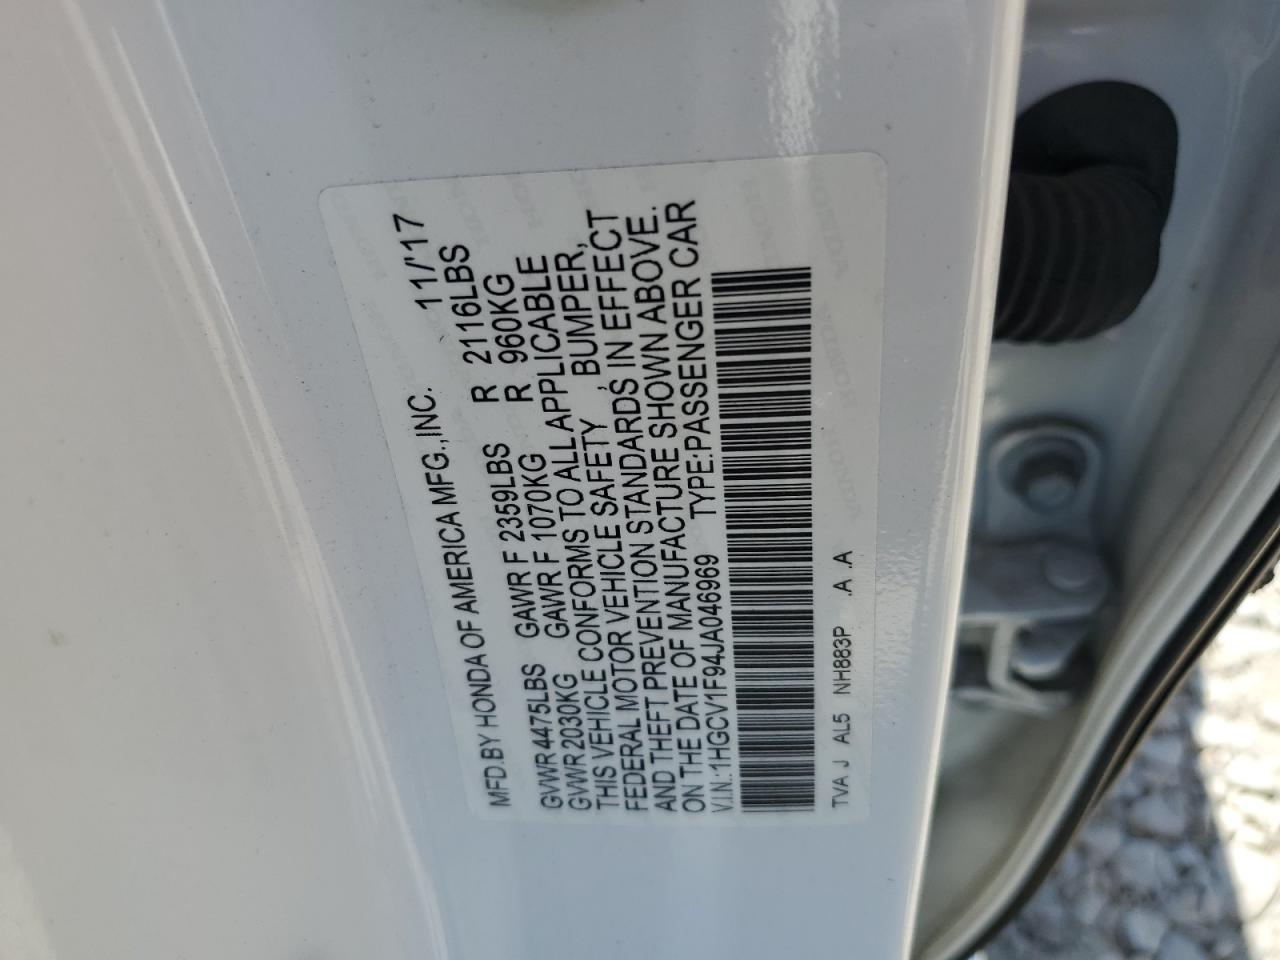 MFD.BY HONDA OF AMERICA MFG.,INC. 11/'17
GVWR 4475LBS GAWR F 2359LBS R 2116LBS
GVWR 2030KG GAWR F 1070KG R 960KG
THIS VEHICLE CONFORMS TO ALL APPLICABLE
FEDERAL MOTOR VEHICLE SAFETY , BUMPER,
AND THEFT PREVENTION STANDARDS IN EFFECT
ON THE DATE OF MANUFACTURE SHOWN ABOVE.
V.I.N.:1HGCV1F94JA046969 TYPE:PASSENGER CAR
TVA J AL5 NH883P .A .A